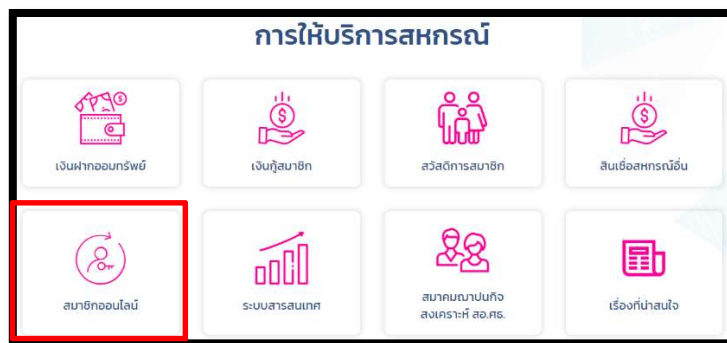 การให้บริการสหกรณ์
เงินฝากออมทรัพย์
เงินกู้สมาชิก
สวัสดิการสมาชิก
สินเชื่อสหกรณ์อื่น
สมาชิกออนไลน์
ระบบสารสนเทศ
สมาคมฌาปนกิจ
สงเคราะห์ สอ.ศธ.
เรื่องที่น่าสนใจ